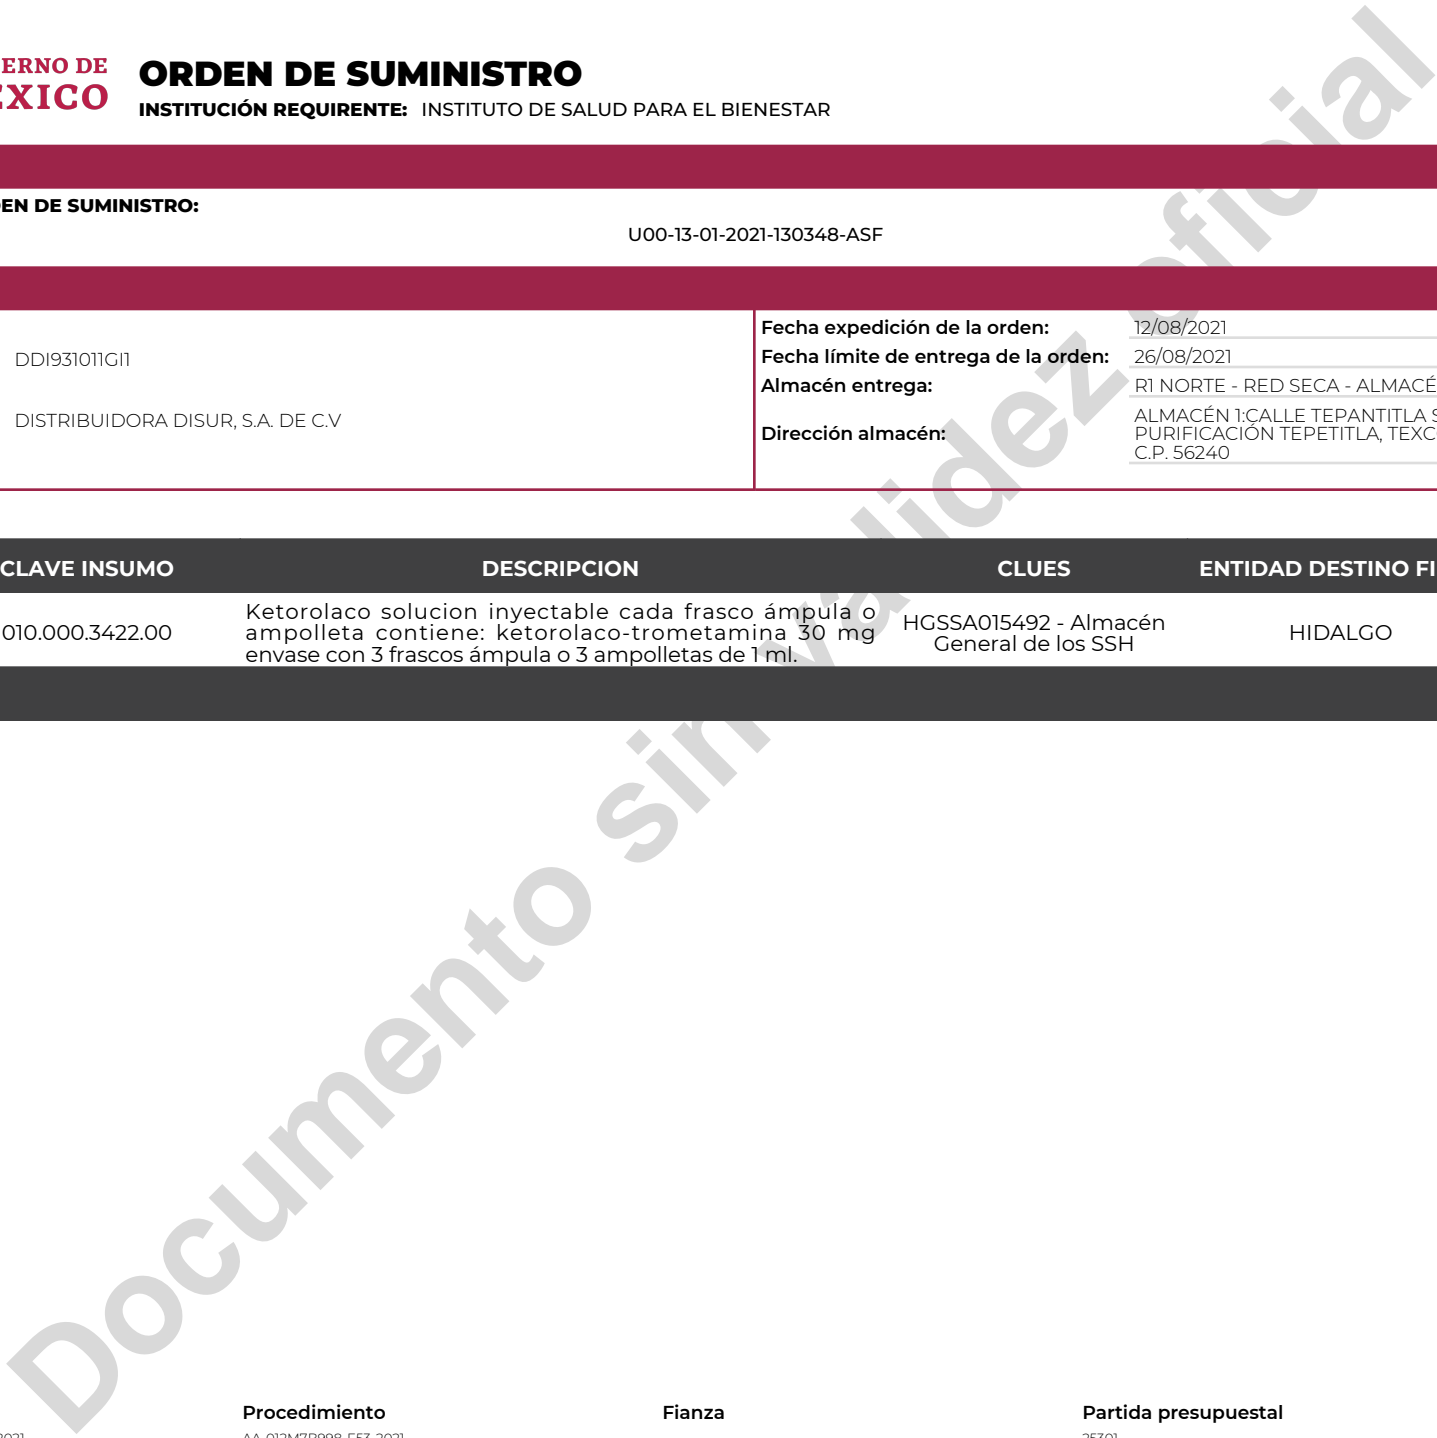 ERNO DE
ORDEN DE SUMINISTRO
INSTITUCIÓN REQUIRENTE: INSTITUTO DE SALUD PARA EL BIENESTAR
EN DE SUMINISTRO:
U00-13-01-2021-130348-ASF
DDI931011GI1
DISTRIBUIDORA DISUR, S.A. DE C.V
Fecha expedición de la orden: 12/08/2021
Fecha límite de entrega de la orden: 26/08/2021
Almacén entrega: R1 NORTE - RED SECA - ALMACÉ
Dirección almacén:
ALMACÉN 1:CALLE TEPANTITLA S
PURIFICACIÓN TEPETITLA, TEXC
C.P. 56240
CLAVE INSUMO DESCRIPCION CLUES ENTIDAD DESTINO FI
010.000.3422.00
Ketorolaco solucion inyectable cada frasco ámpula o
ampolleta contiene: ketorolaco-trometamina 30 mg
envase con 3 frascos ámpula o 3 ampolletas de 1 ml.
HGSSA015492 - Almacén
General de los SSH
HIDALGO
Documento sin validez oficial
Procedimiento Fianza Partida presupuestal